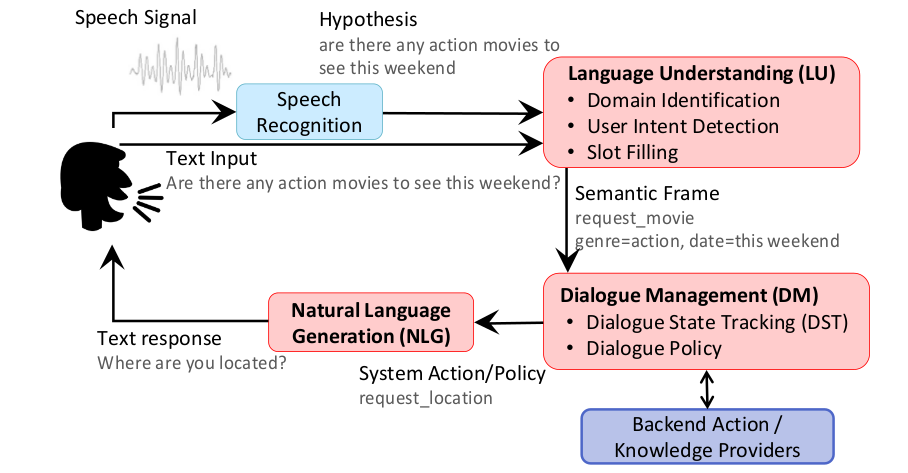 Speech Signal
Hypothesis
are there any action movies to
see this weekend
Speech
Recognition
Language Understanding (LU)
• Domain Identification
• User Intent Detection
• Slot Filling
Text Input
Are there any action movies to see this weekend?
Semantic Frame
request_movie
genre=action, date=this weekend
Dialogue Management (DM)
• Dialogue State Tracking (DST)
• Dialogue Policy
Natural Language
Generation (NLG)
Text response
Where are you located?
System Action/Policy
request_location
Backend Action /
Knowledge Providers